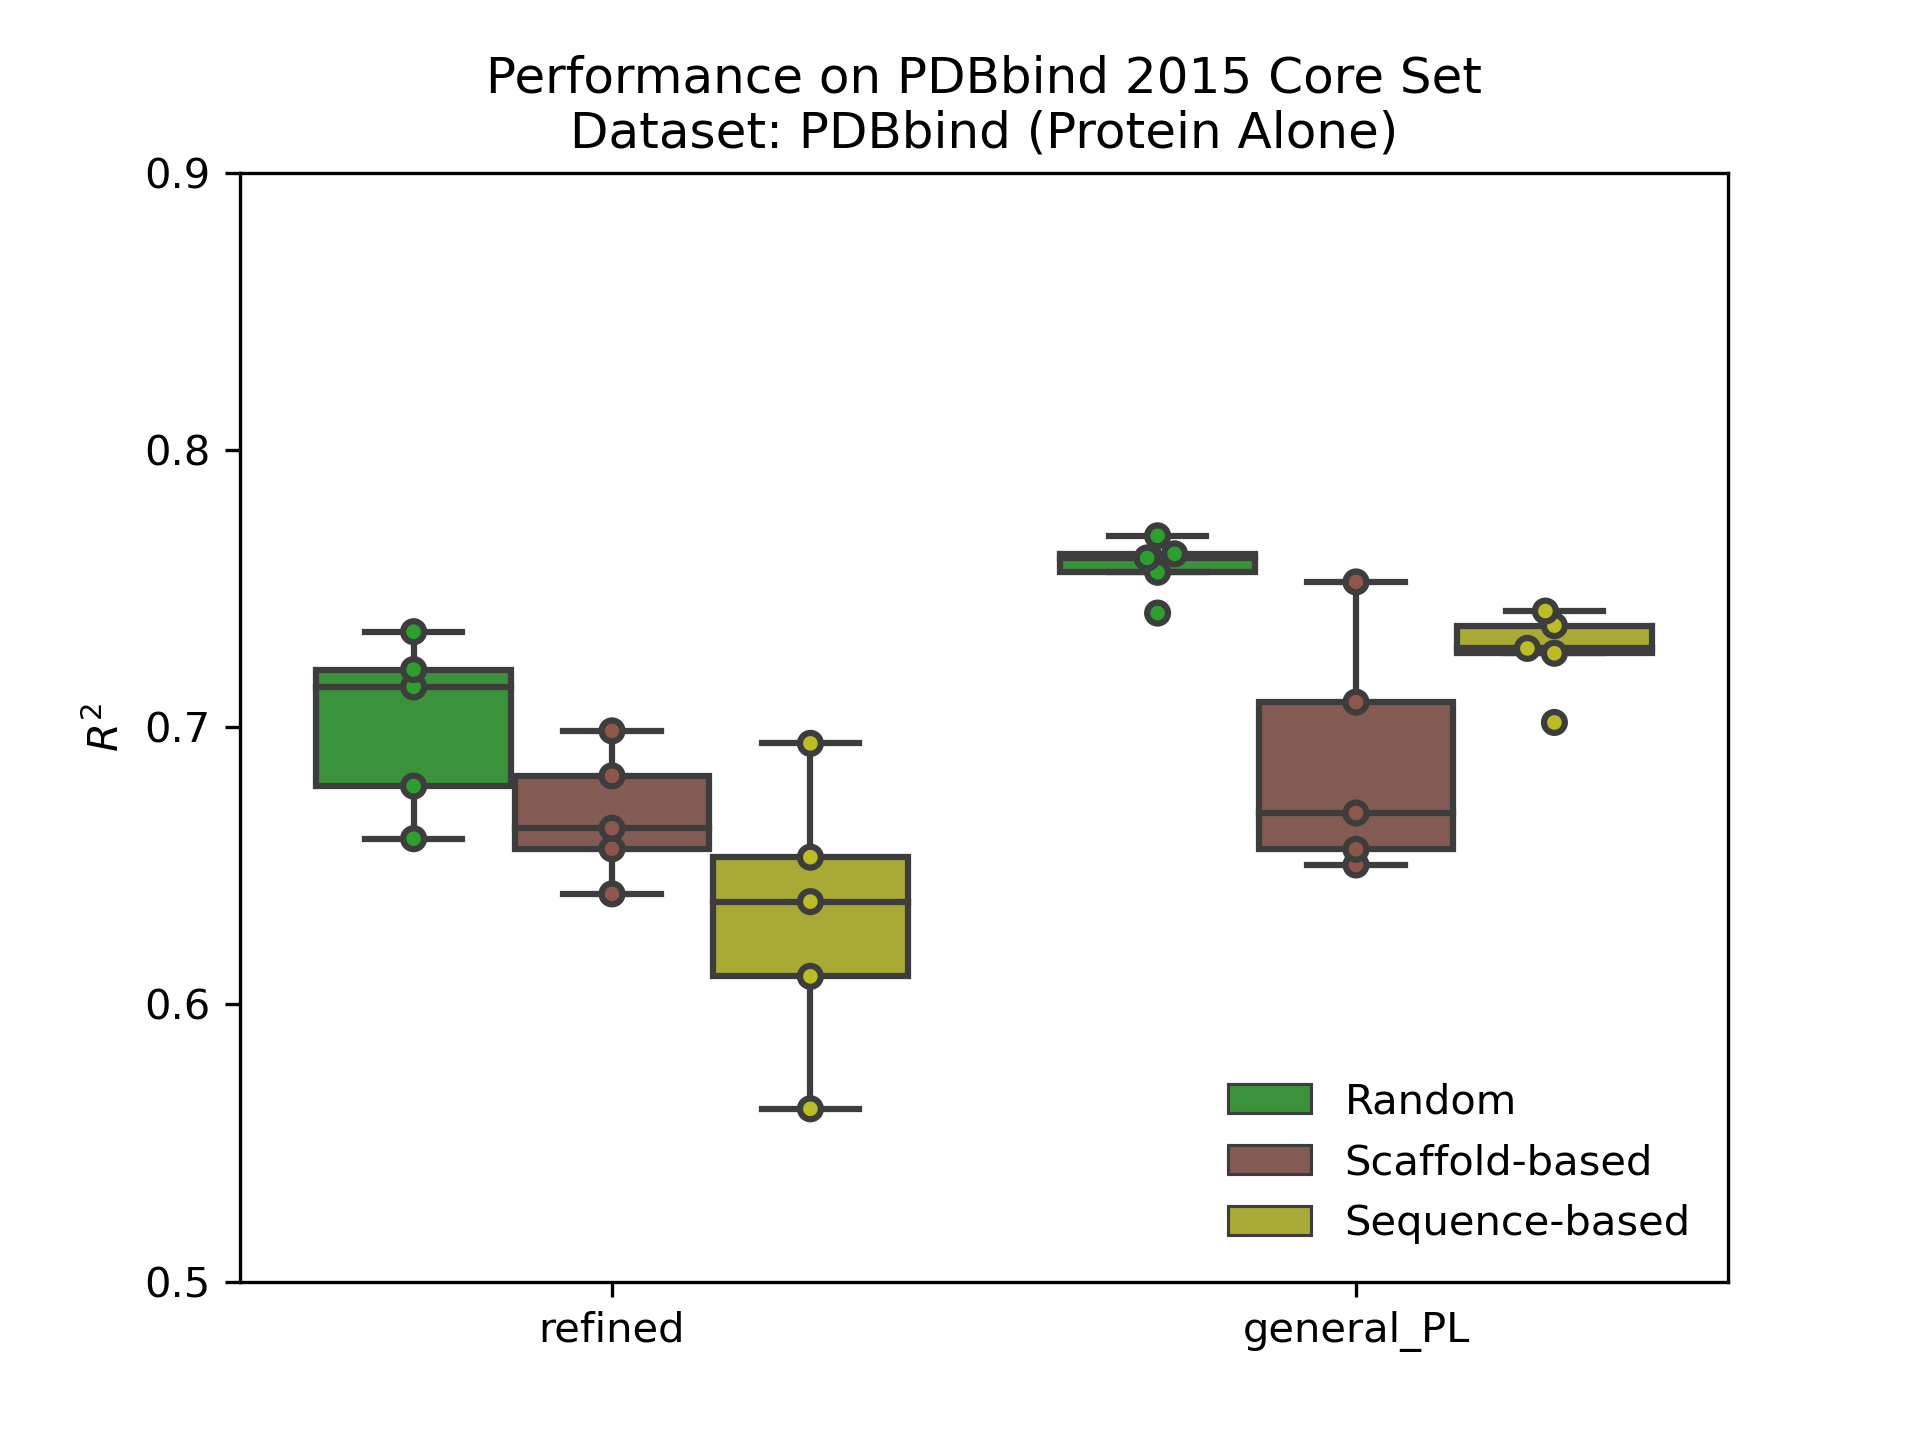 Performance on PDBbind 2015 Core Set
Dataset: PDBbind (Protein Alone)
0.9
0.8
0.7
0.6
0.5
R²
refined
general_PL
Random
Scaffold-based
Sequence-based